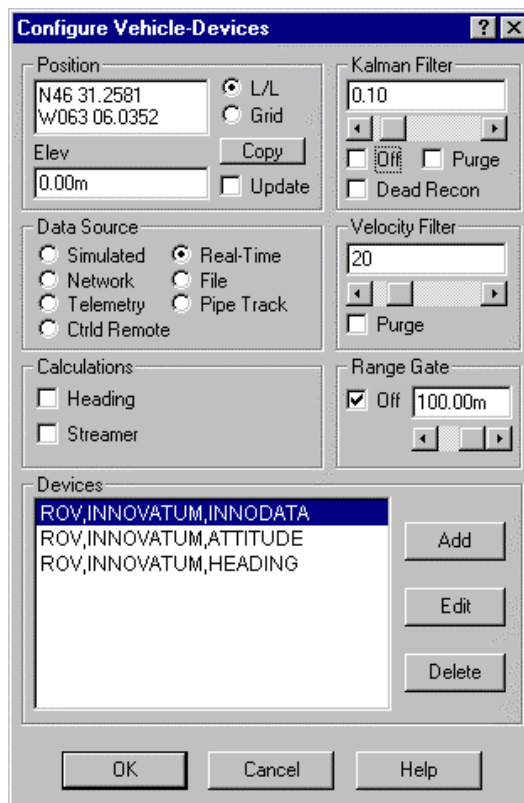 Configure Vehicle-Devices
Position
N46 31.2581
W063 06.0352
L/L
Grid
Elev
Copy
0.00m
Update
Kalman Filter
0.10
Off
Purge
Dead Recon
Data Source
Simulated
Real-Time
Network
File
Telemetry
Pipe Track
Ctrld Remote
Velocity Filter
20
Purge
Calculations
Heading
Streamer
Range Gate
Off
100.00m
Devices
ROV,INNOVATUM,INNODATA
ROV,INNOVATUM,ATTITUDE
ROV,INNOVATUM,HEADING
Add
Edit
Delete
OK
Cancel
Help